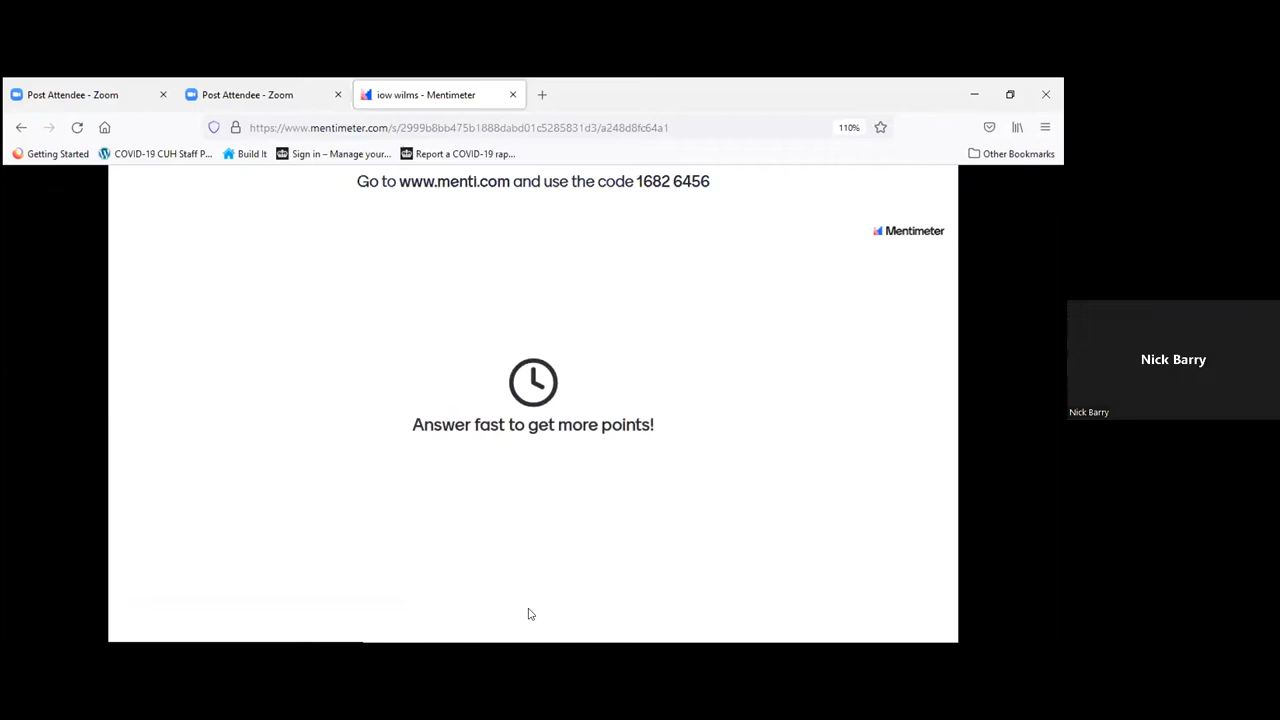 Post Attendee - Zoom
Post Attendee - Zoom
iow wilms - Mentimeter
https://www.mentimeter.com/s/2999b8bb475b1888dabd01c5285831d3/a248d8fc64a1
110%
Getting Started
COVID-19 CUH Staff P...
Build It
Sign in – Manage your...
Report a COVID-19 rap...
Other Bookmarks
Go to www.menti.com and use the code 1682 6456
Mentimeter
Answer fast to get more points!
Nick Barry
Nick Barry